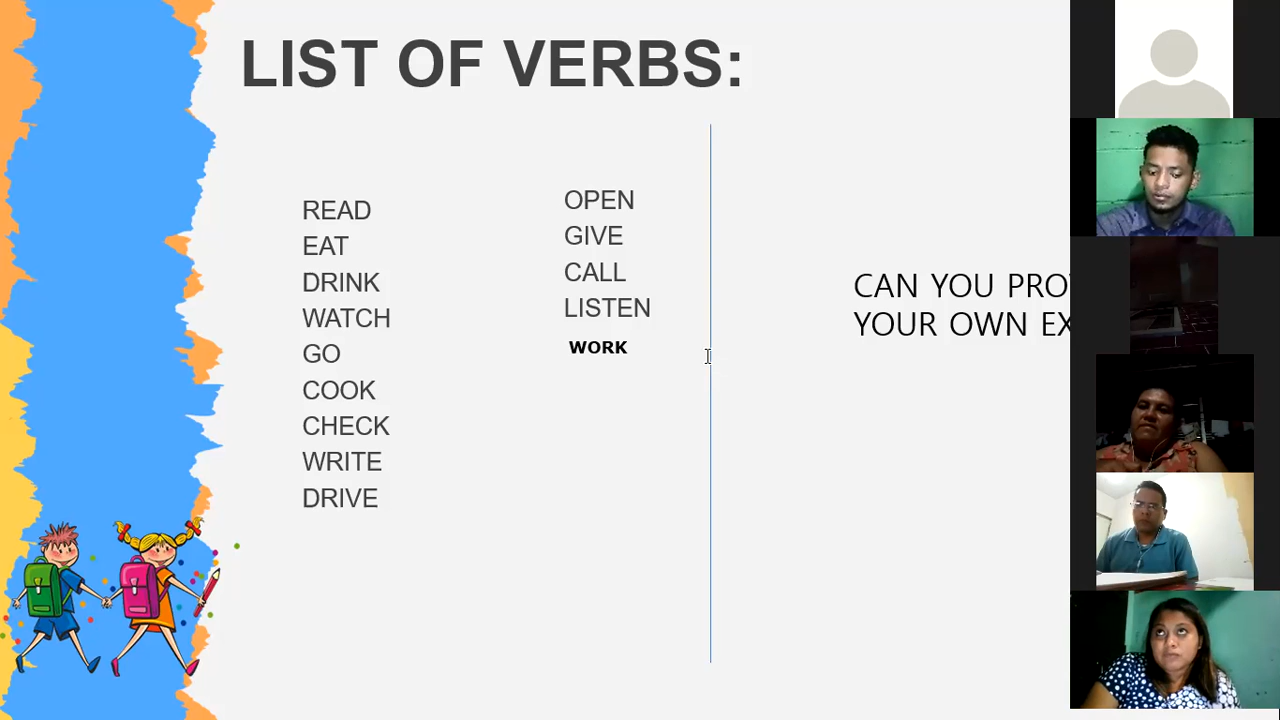 LIST OF VERBS:
READ
EAT
DRINK
WATCH
GO
COOK
CHECK
WRITE
DRIVE
OPEN
GIVE
CALL
LISTEN
WORK
CAN YOU
YOUR OWN